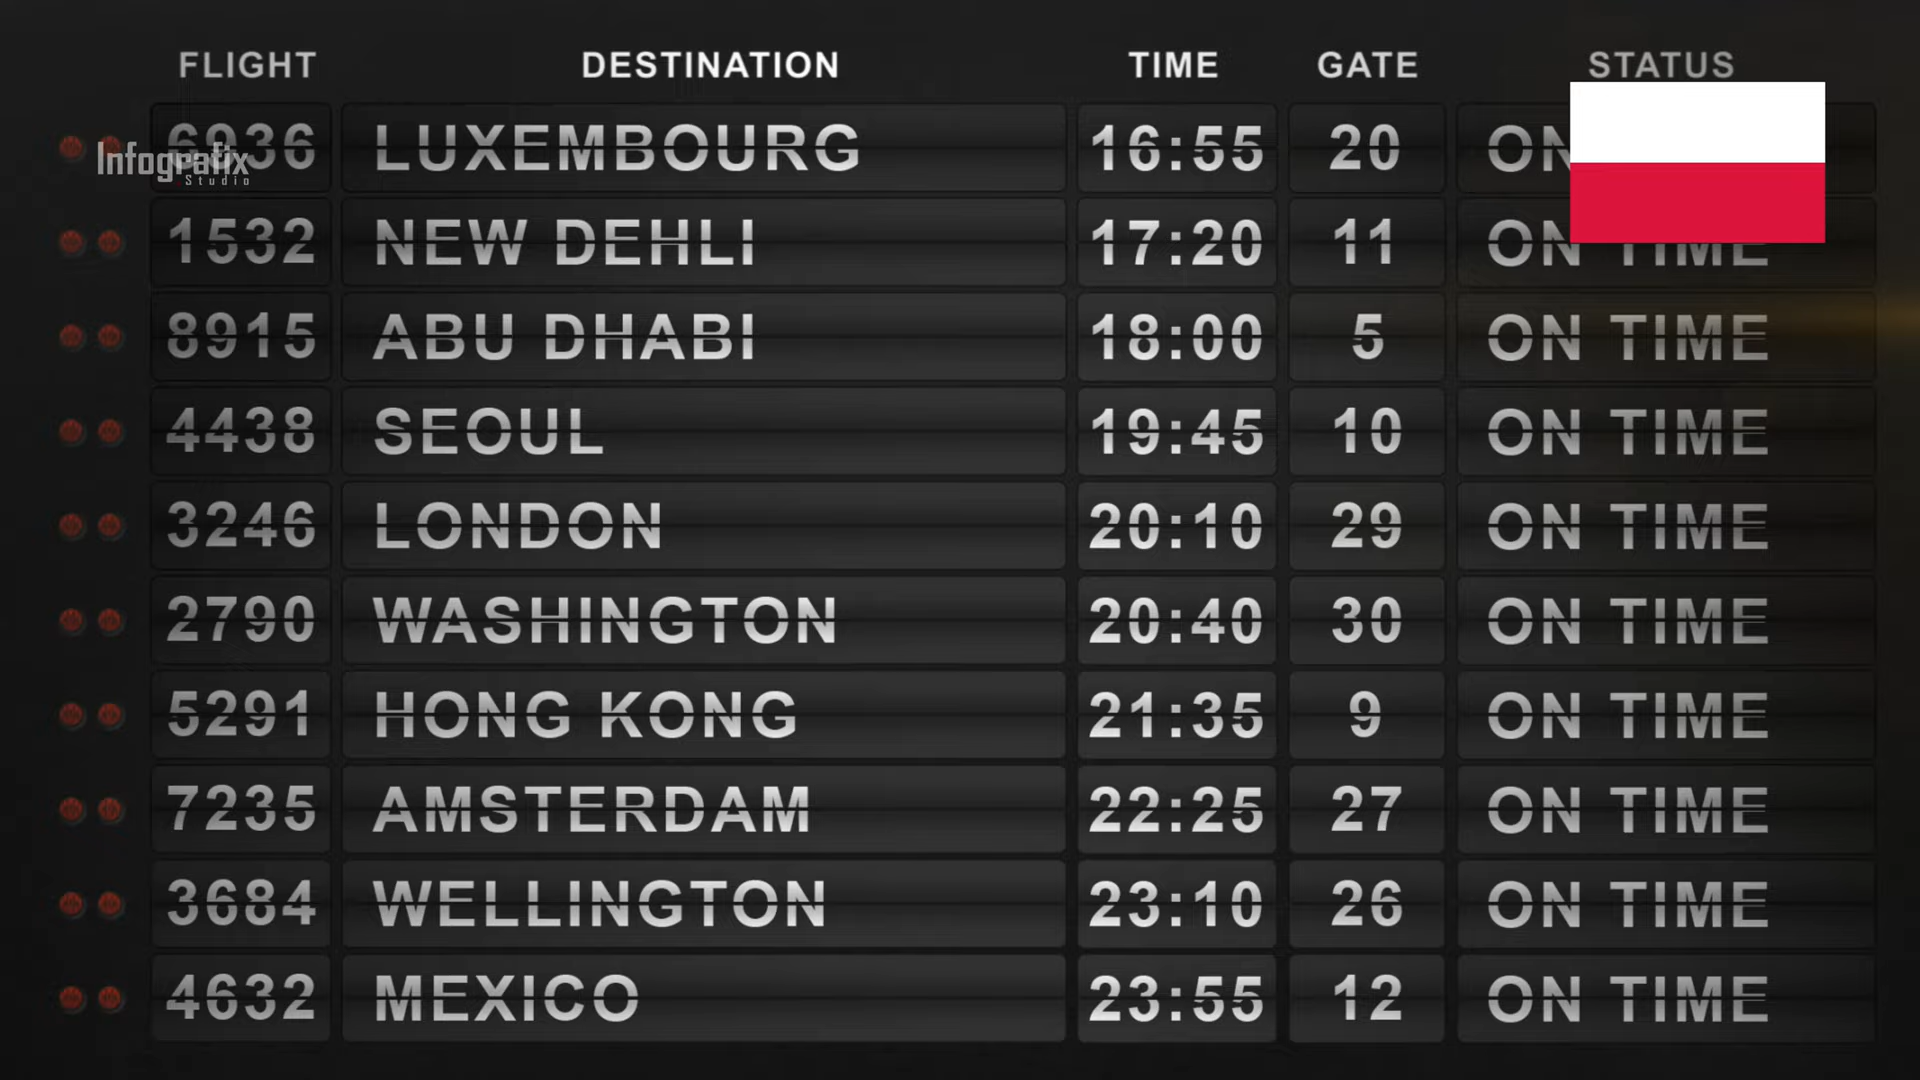 FLIGHT DESTINATION TIME GATE STATUS
6936 LUXEMBOURG 16:55 20 ON
Infografix
Studio
1532 NEW DEHLI 17:20 11 ON TIME
8915 ABU DHABI 18:00 5 ON TIME
4438 SEOUL 19:45 10 ON TIME
3246 LONDON 20:10 29 ON TIME
2790 WASHINGTON 20:40 30 ON TIME
5291 HONG KONG 21:35 9 ON TIME
7235 AMSTERDAM 22:25 27 ON TIME
3684 WELLINGTON 23:10 26 ON TIME
4632 MEXICO 23:55 12 ON TIME